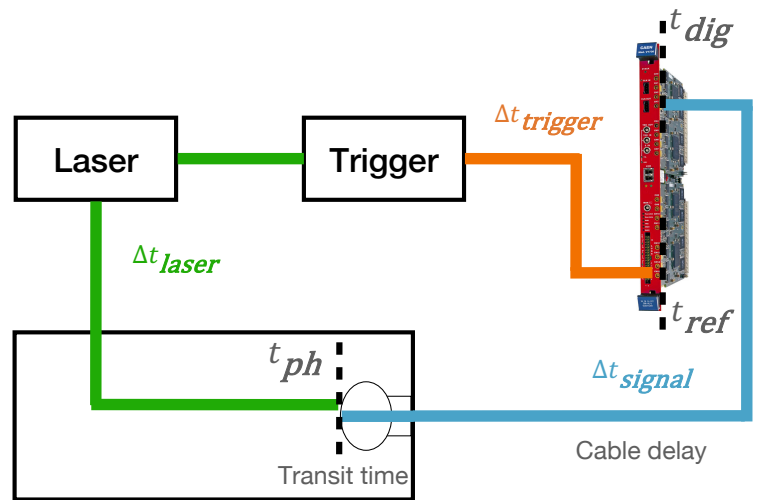 t dig
Δt trigger
Laser
Trigger
Δt laser
t ref
t ph
Δt signal
Cable delay
Transit time